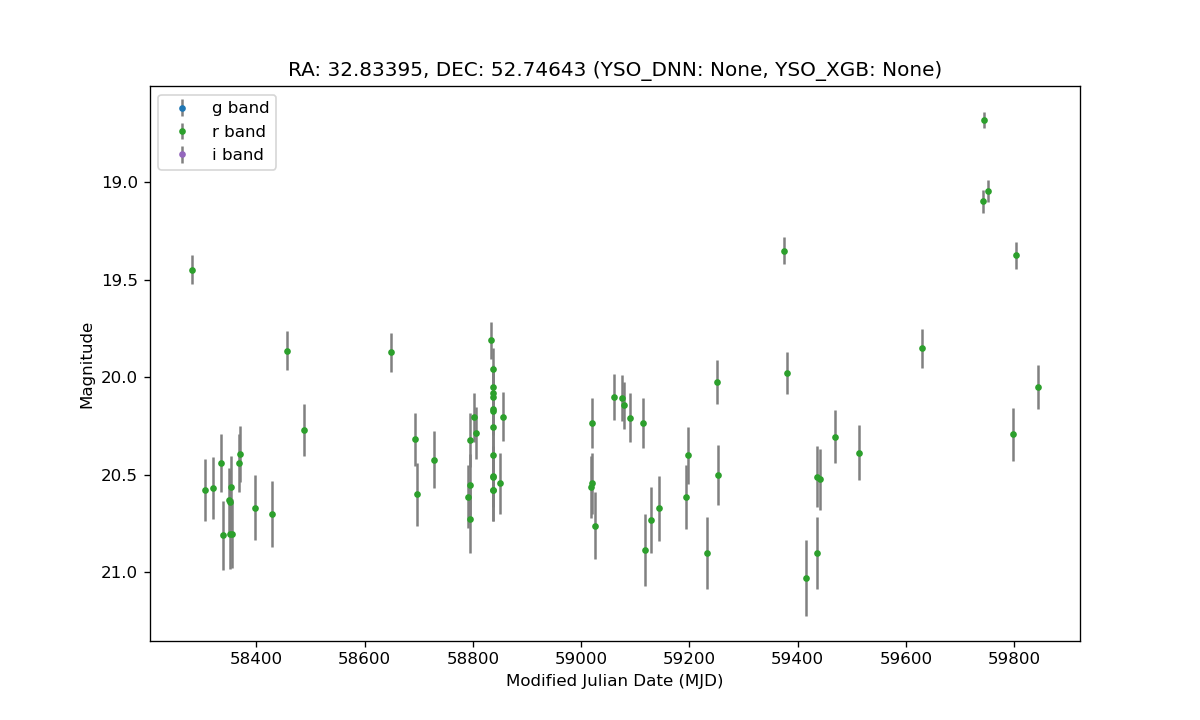 RA: 32.83395, DEC: 52.74643 (YSO_DNN: None, YSO_XGB: None)
g band
r band
i band
19.0
19.5
20.0
20.5
21.0
Magnitude
58400 58600 58800 59000 59200 59400 59600 59800
Modified Julian Date (MJD)